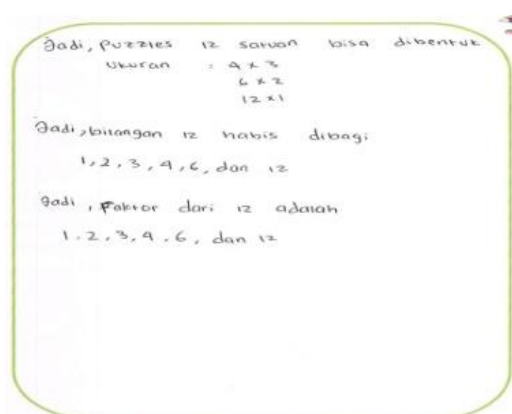 Jadi, Puzzles 12 satuan bisa dibentuk
Ukuran : 4 x 3
6 x 2
12 x 1
Jadi, bilangan 12 habis dibagi
1, 2, 3, 4, 6, dan 12
Jadi, Faktor dari 12 adalah
1, 2, 3, 4, 6, dan 12